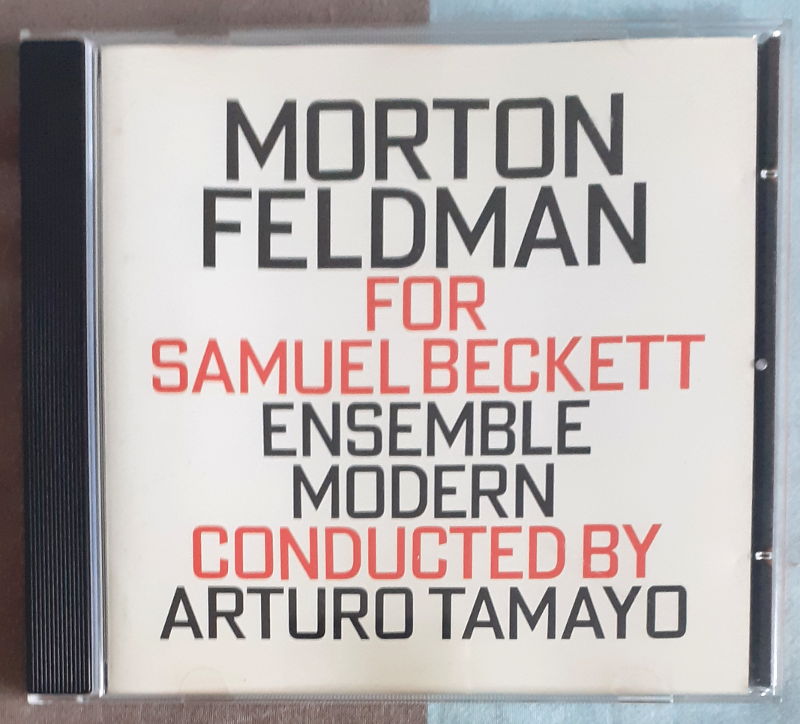 MORTON
FELDMAN
FOR
SAMUEL BECKETT
ENSEMBLE
MODERN
CONDUCTED BY
ARTURO TAMAYO